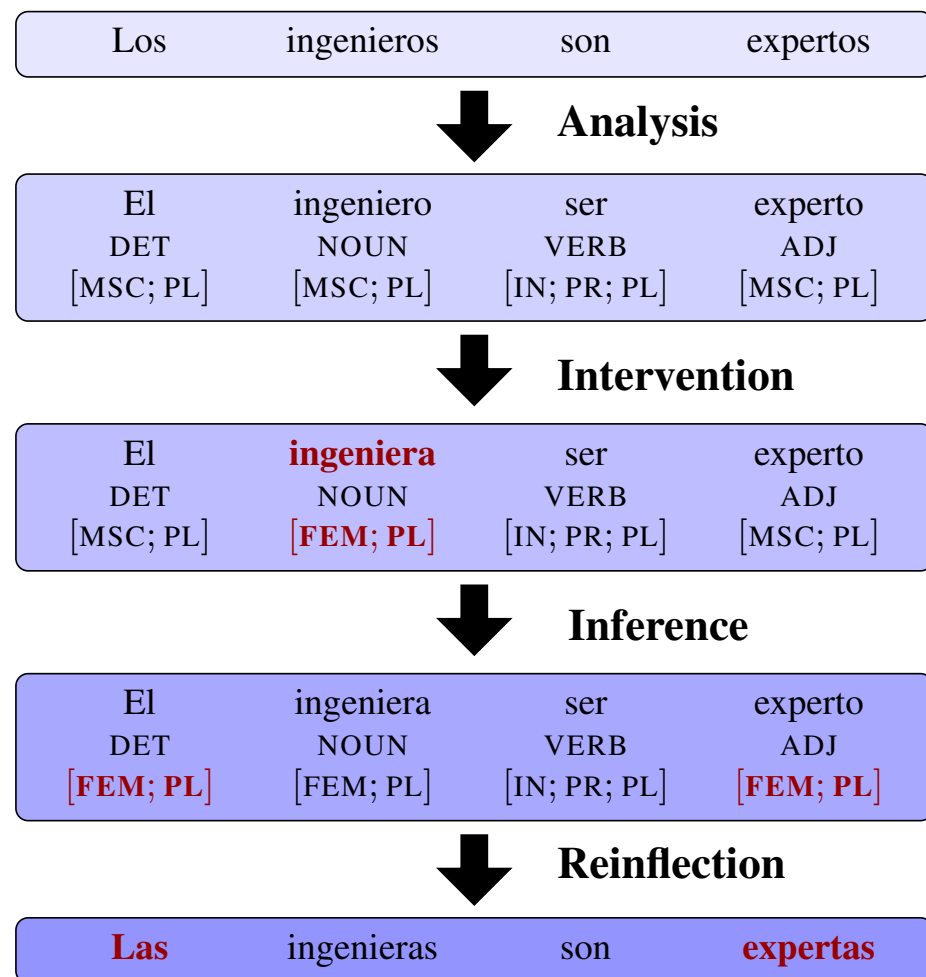 Los ingenieros son expertos
Analysis
El ingeniero ser experto
DET NOUN VERB ADJ
[MSC; PL] [MSC; PL] [IN; PR; PL] [MSC; PL]
Intervention
El ingeniera ser experto
DET NOUN VERB ADJ
[MSC; PL] [FEM; PL] [IN; PR; PL] [MSC; PL]
Inference
El ingeniera ser experto
DET NOUN VERB ADJ
[FEM; PL] [FEM; PL] [IN; PR; PL] [FEM; PL]
Reinflection
Las ingenieras son expertas